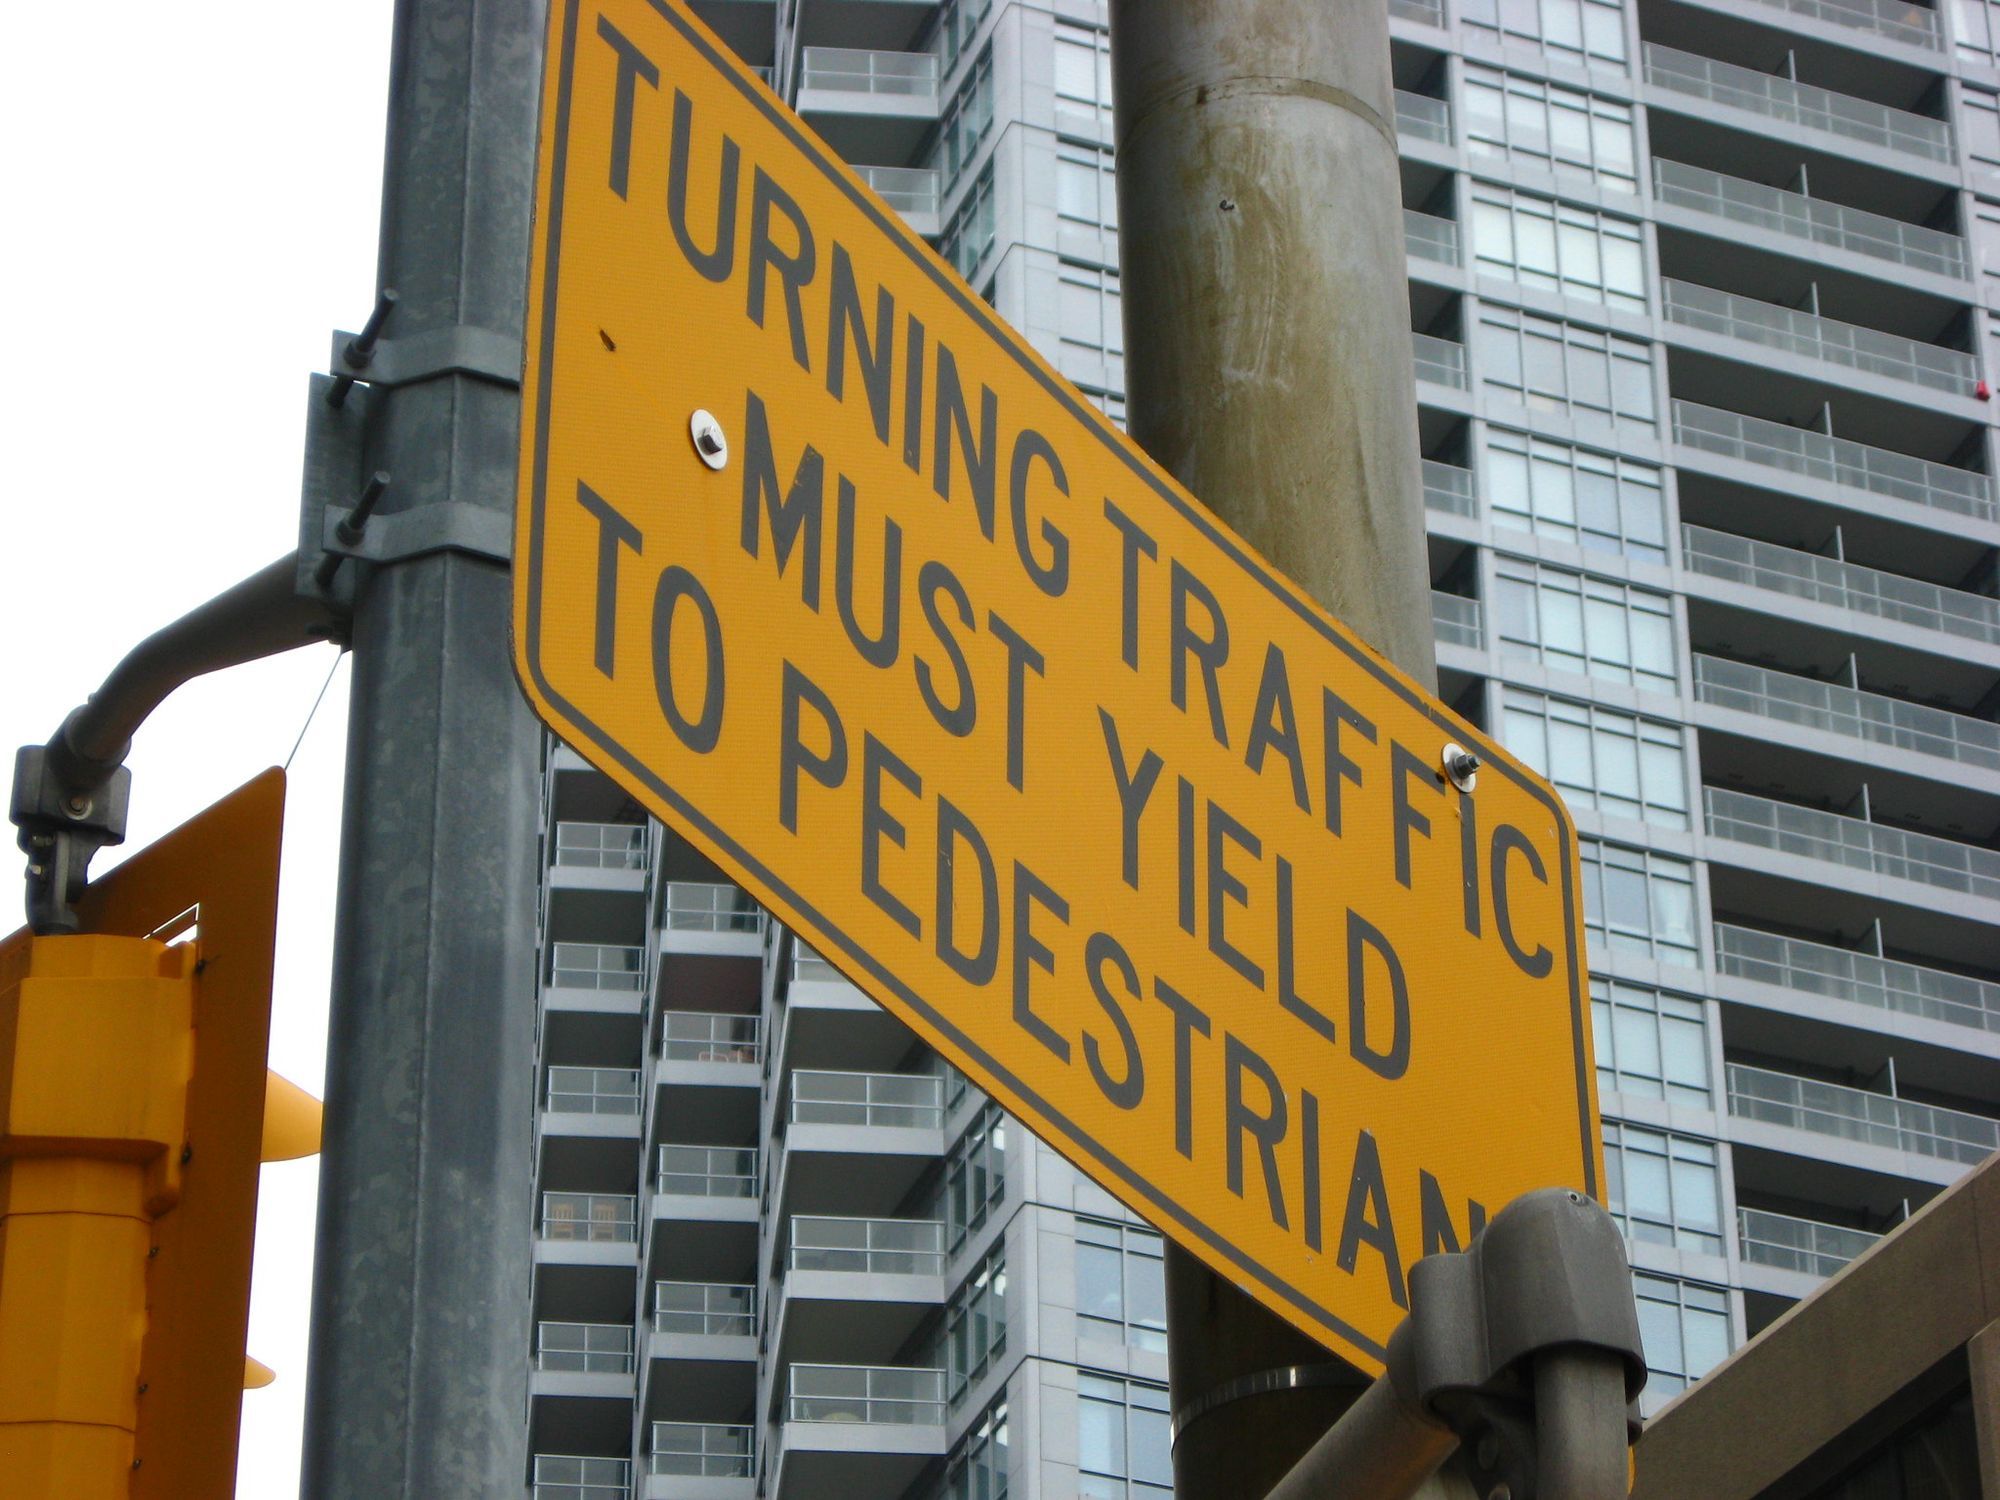 TURNING TRAFFIC
MUST YIELD
TO PEDESTRIAN